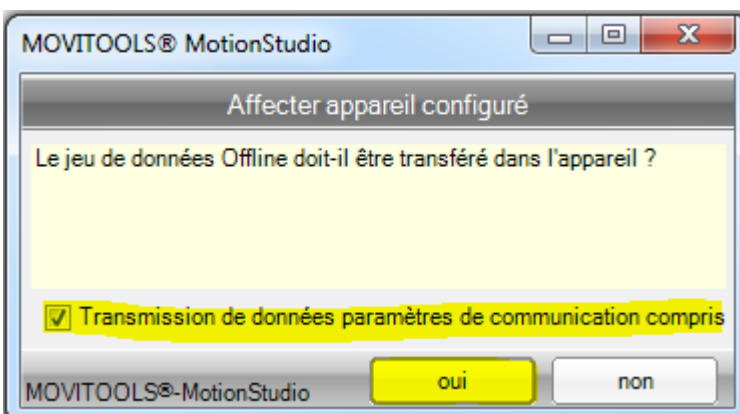 MOVITOOLS® MotionStudio
Affecter appareil configuré
Le jeu de données Offline doit-il être transféré dans l'appareil ?
Transmission de données paramètres de communication compris
MOVITOOLS®-MotionStudio
oui
non